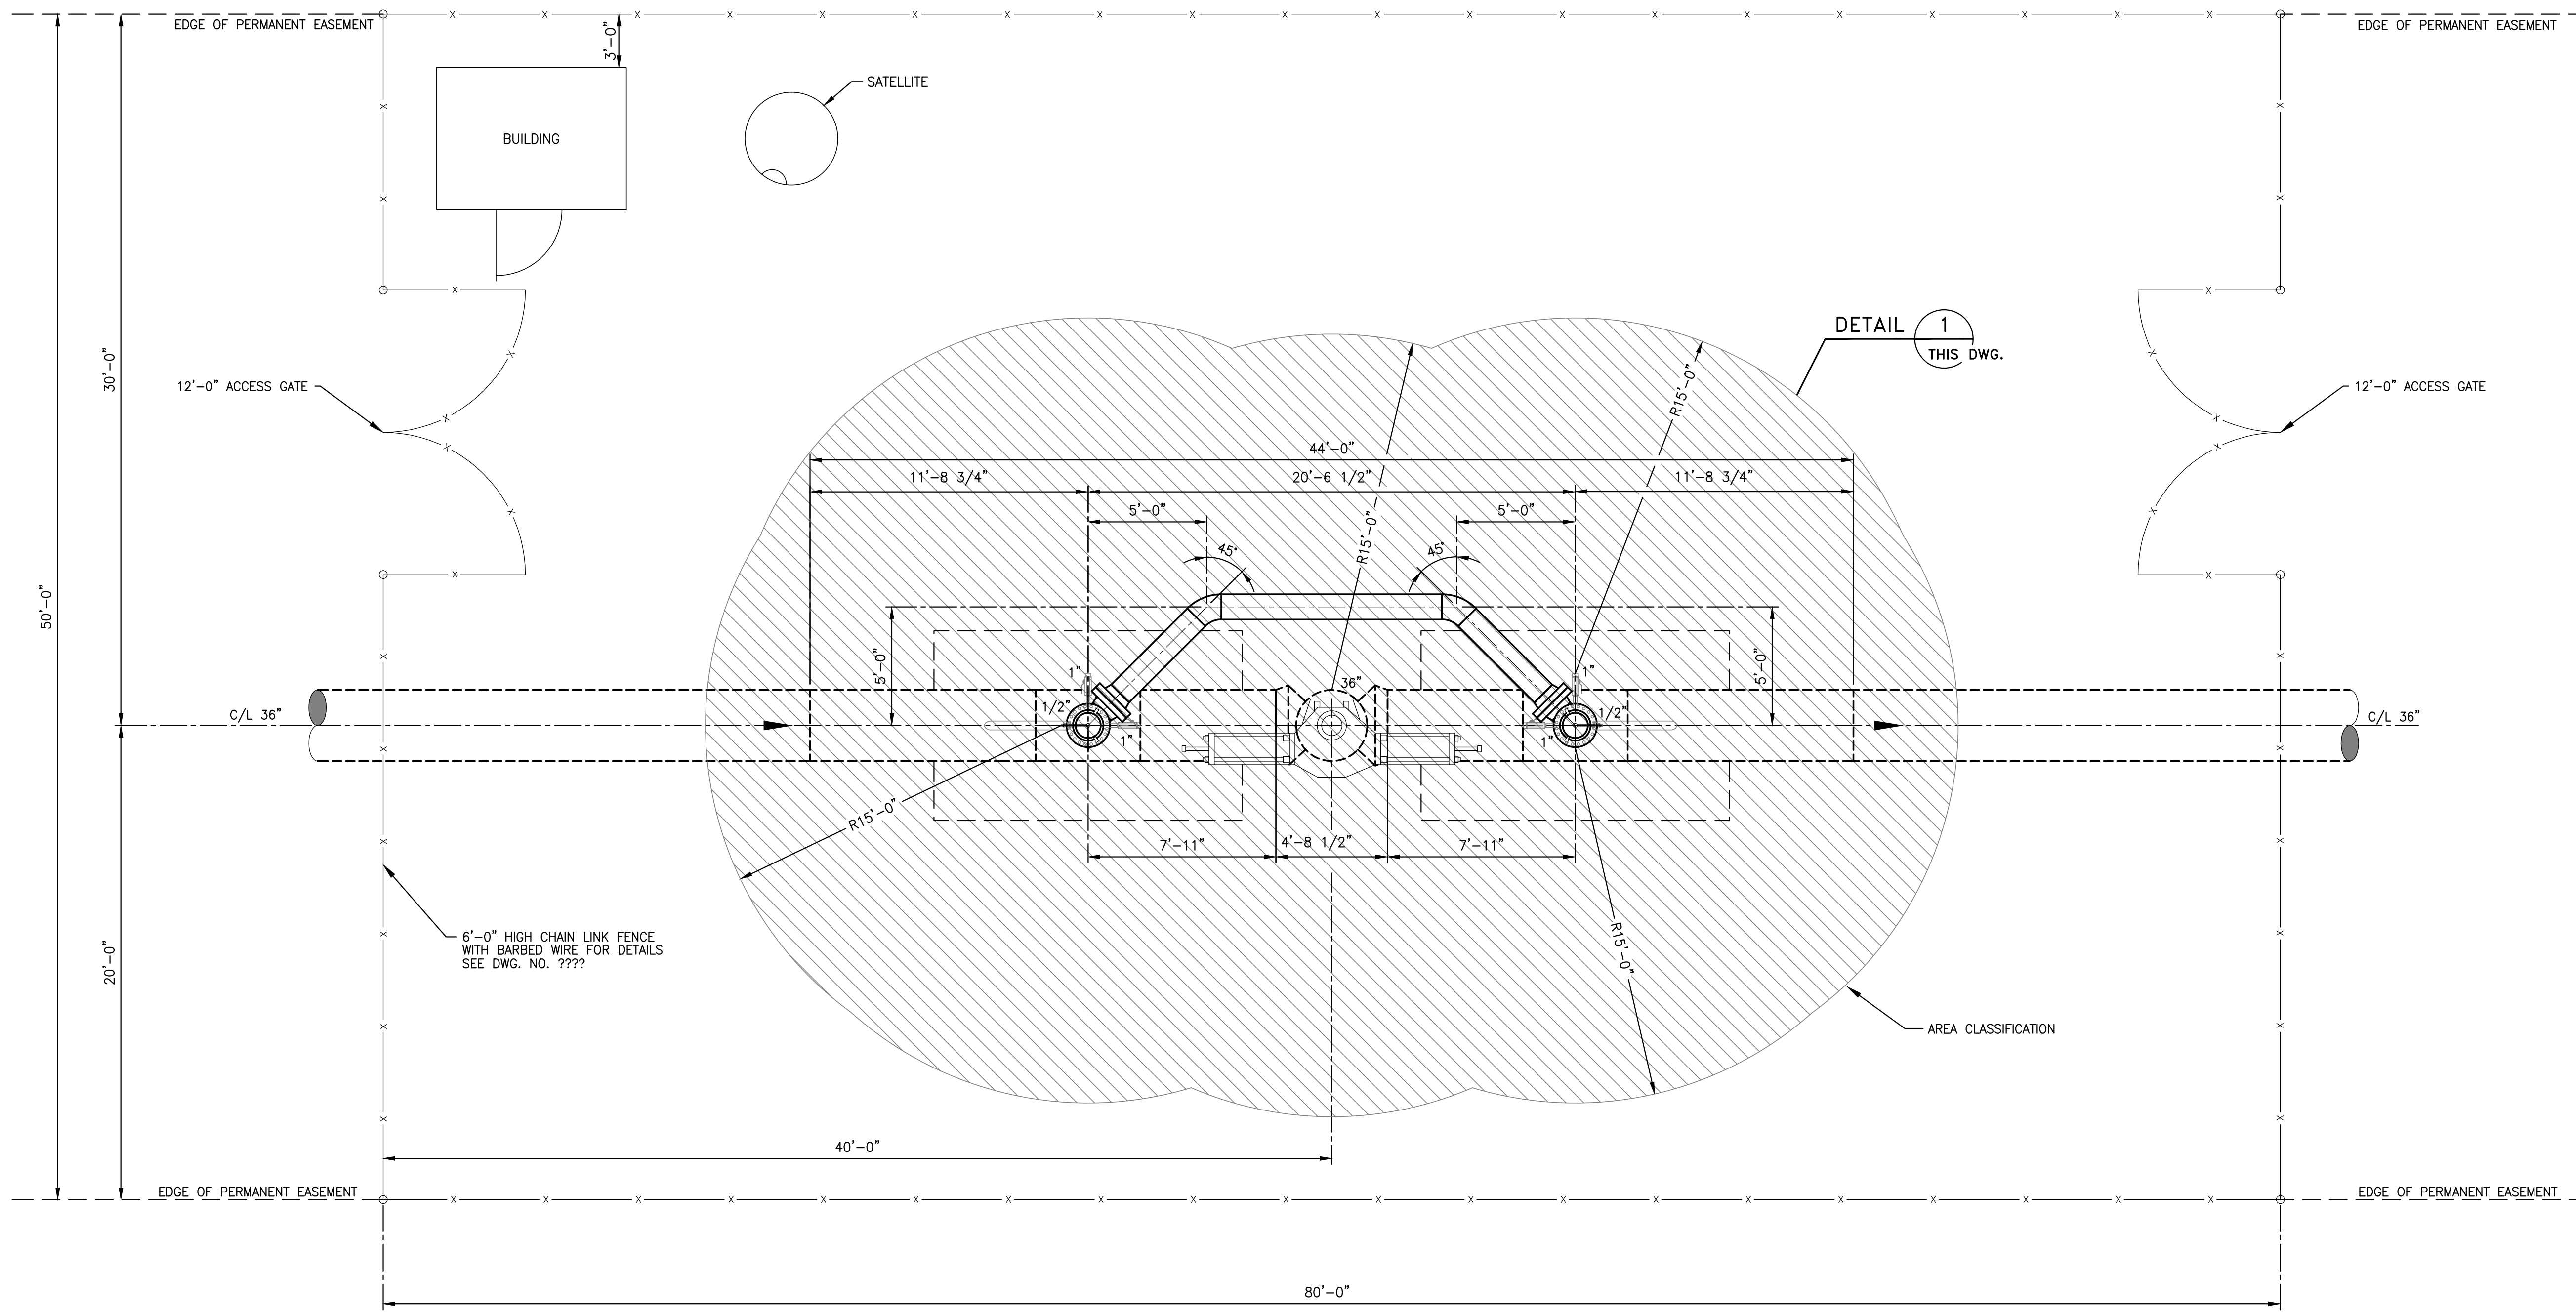 EDGE OF PERMANENT EASEMENT
EDGE OF PERMANENT EASEMENT
3'-0"
SATELLITE
BUILDING
DETAIL 1
THIS DWG.
12'-0" ACCESS GATE
12'-0" ACCESS GATE
30'-0"
50'-0"
20'-0"
R15'-0"
R15'-0"
44'-0"
11'-8 3/4"
20'-6 1/2"
11'-8 3/4"
5'-0"
5'-0"
45°
45°
5'-0"
5'-0"
1"
36"
1"
C/L 36"
1/2"
1/2"
C/L 36"
1"
1"
R15'-0"
7'-11"
4'-8 1/2"
7'-11"
R15'-0"
6'-0" HIGH CHAIN LINK FENCE
WITH BARBED WIRE FOR DETAILS
SEE DWG. NO. ????
AREA CLASSIFICATION
40'-0"
EDGE OF PERMANENT EASEMENT
EDGE OF PERMANENT EASEMENT
80'-0"